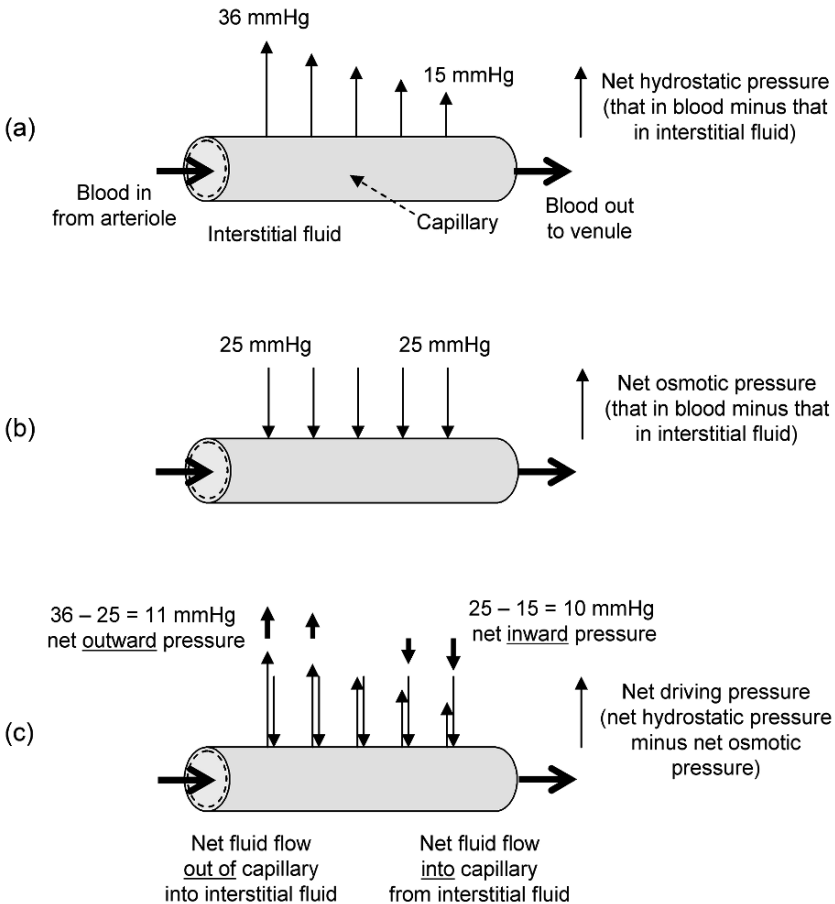 36 mmHg
15 mmHg
Net hydrostatic pressure
(that in blood minus that
in interstitial fluid)
(a)
Blood in
from arteriole
Interstitial fluid
Capillary
Blood out
to venule
25 mmHg
25 mmHg
Net osmotic pressure
(that in blood minus that
in interstitial fluid)
(b)
36 – 25 = 11 mmHg
net outward pressure
25 – 15 = 10 mmHg
net inward pressure
Net driving pressure
(net hydrostatic pressure
minus net osmotic
pressure)
(c)
Net fluid flow
out of capillary
into interstitial fluid
Net fluid flow
into capillary
from interstitial fluid